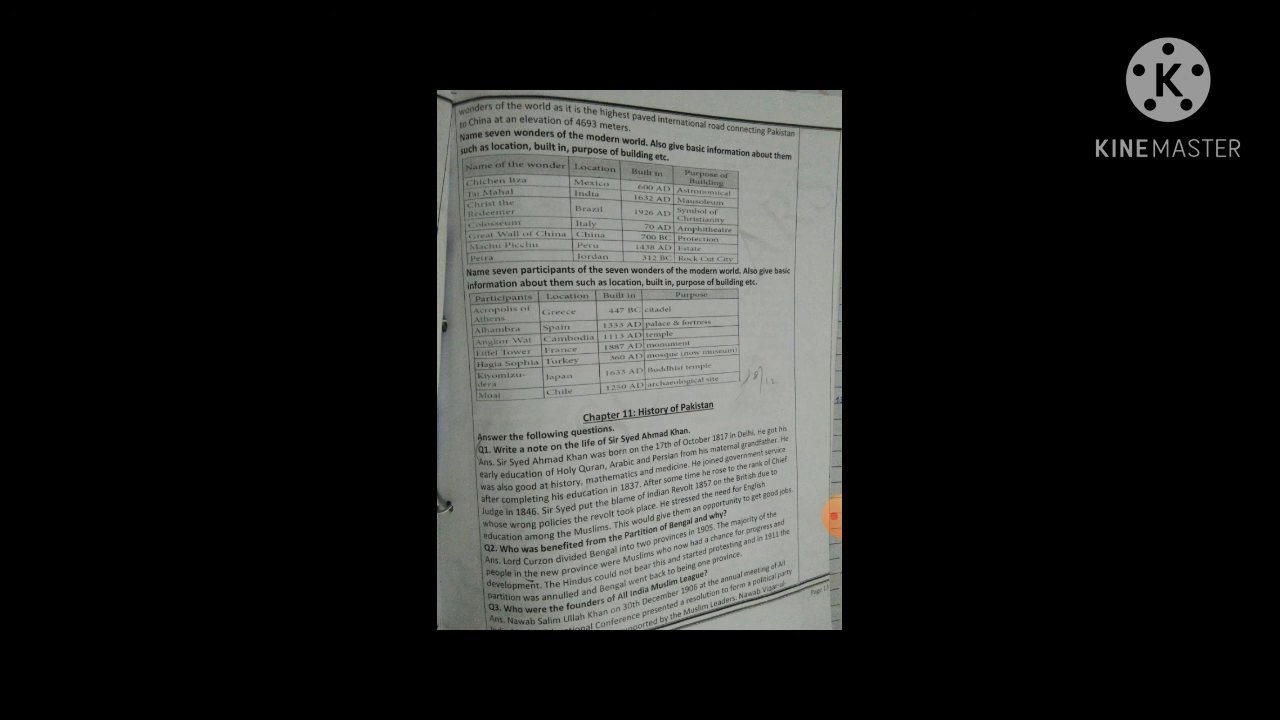 wonders of the world as it is the highest paved international road connecting Pakistan
to China at an elevation of 4693 meters.
Name seven wonders of the modern world. Also give basic information about them
such as location, built in, purpose of building etc.
Name of the wonder Location Built in Purpose of Building
Chichen Itza Mexico 600 AD Astronomical
Taj Mahal India 1632 AD Mausoleum
Christ the Redeemer Brazil 1926 AD Symbol of Christianity
Colosseum Italy 70 AD Amphitheatre
Great Wall of China China 700 BC Protection
Machu Picchu Peru 1438 AD Estate
Petra Jordan 312 BC Rock Cut City
Name seven participants of the seven wonders of the modern world. Also give basic
information about them such as location, built in, purpose of building etc.
Participants Location Built in Purpose
Acropolis of Athens Greece 447 BC citadel
Alhambra Spain 1333 AD palace & fortress
Angkor Wat Cambodia 1113 AD temple
Eiffel Tower France 1887 AD monument
Hagia Sophia Turkey 360 AD mosque (now museum)
Kiyomizu-dera Japan 1633 AD Buddhist temple
Moai Chile 1250 AD archaeological site
Chapter 11: History of Pakistan
Answer the following questions.
Q1. Write a note on the life of Sir Syed Ahmad Khan.
Ans. Sir Syed Ahmad Khan was born on the 17th of October 1817 in Delhi. He got his
early education of Holy Quran, Arabic and Persian from his maternal grandfather. He
was also good at history, mathematics and medicine. He joined government service
after completing his education in 1837. After some time he rose to the rank of Chief
Judge in 1846. Sir Syed put the blame of Indian Revolt 1857 on the British due to
whose wrong policies the revolt took place. He stressed the need for English
education among the Muslims. This would give them an opportunity to get good jobs.
Q2. Who was benefited from the Partition of Bengal and why?
Ans. Lord Curzon divided Bengal into two provinces in 1905. The majority of the
people in the new province were Muslims who now had a chance for progress and
development. The Hindus could not bear this and started protesting and in 1911 the
partition was annulled and Bengal went back to being one province.
Q3. Who were the founders of All India Muslim League?
Ans. Nawab Salim Ullah Khan on 30th December 1906 at the annual meeting of All
Conference presented a resolution to form a political party
supported by the Muslim Leaders. Nawab
Page
KINEMASTER